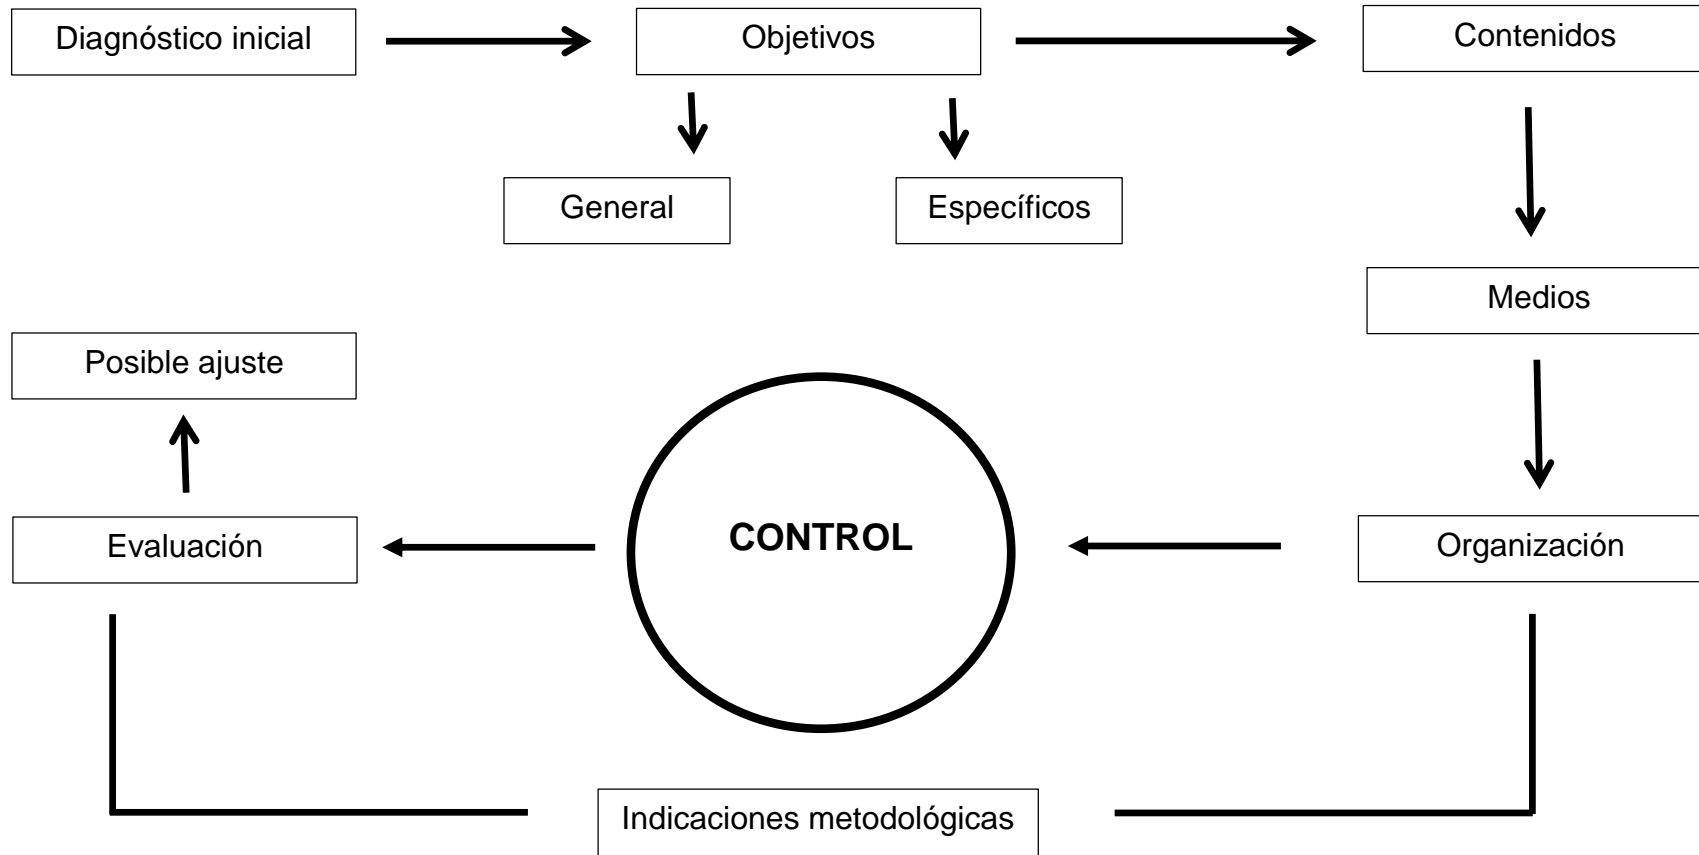 Diagnóstico inicial
Objetivos
Contenidos
General
Específicos
Medios
Posible ajuste
CONTROL
Evaluación
Organización
Indicaciones metodológicas